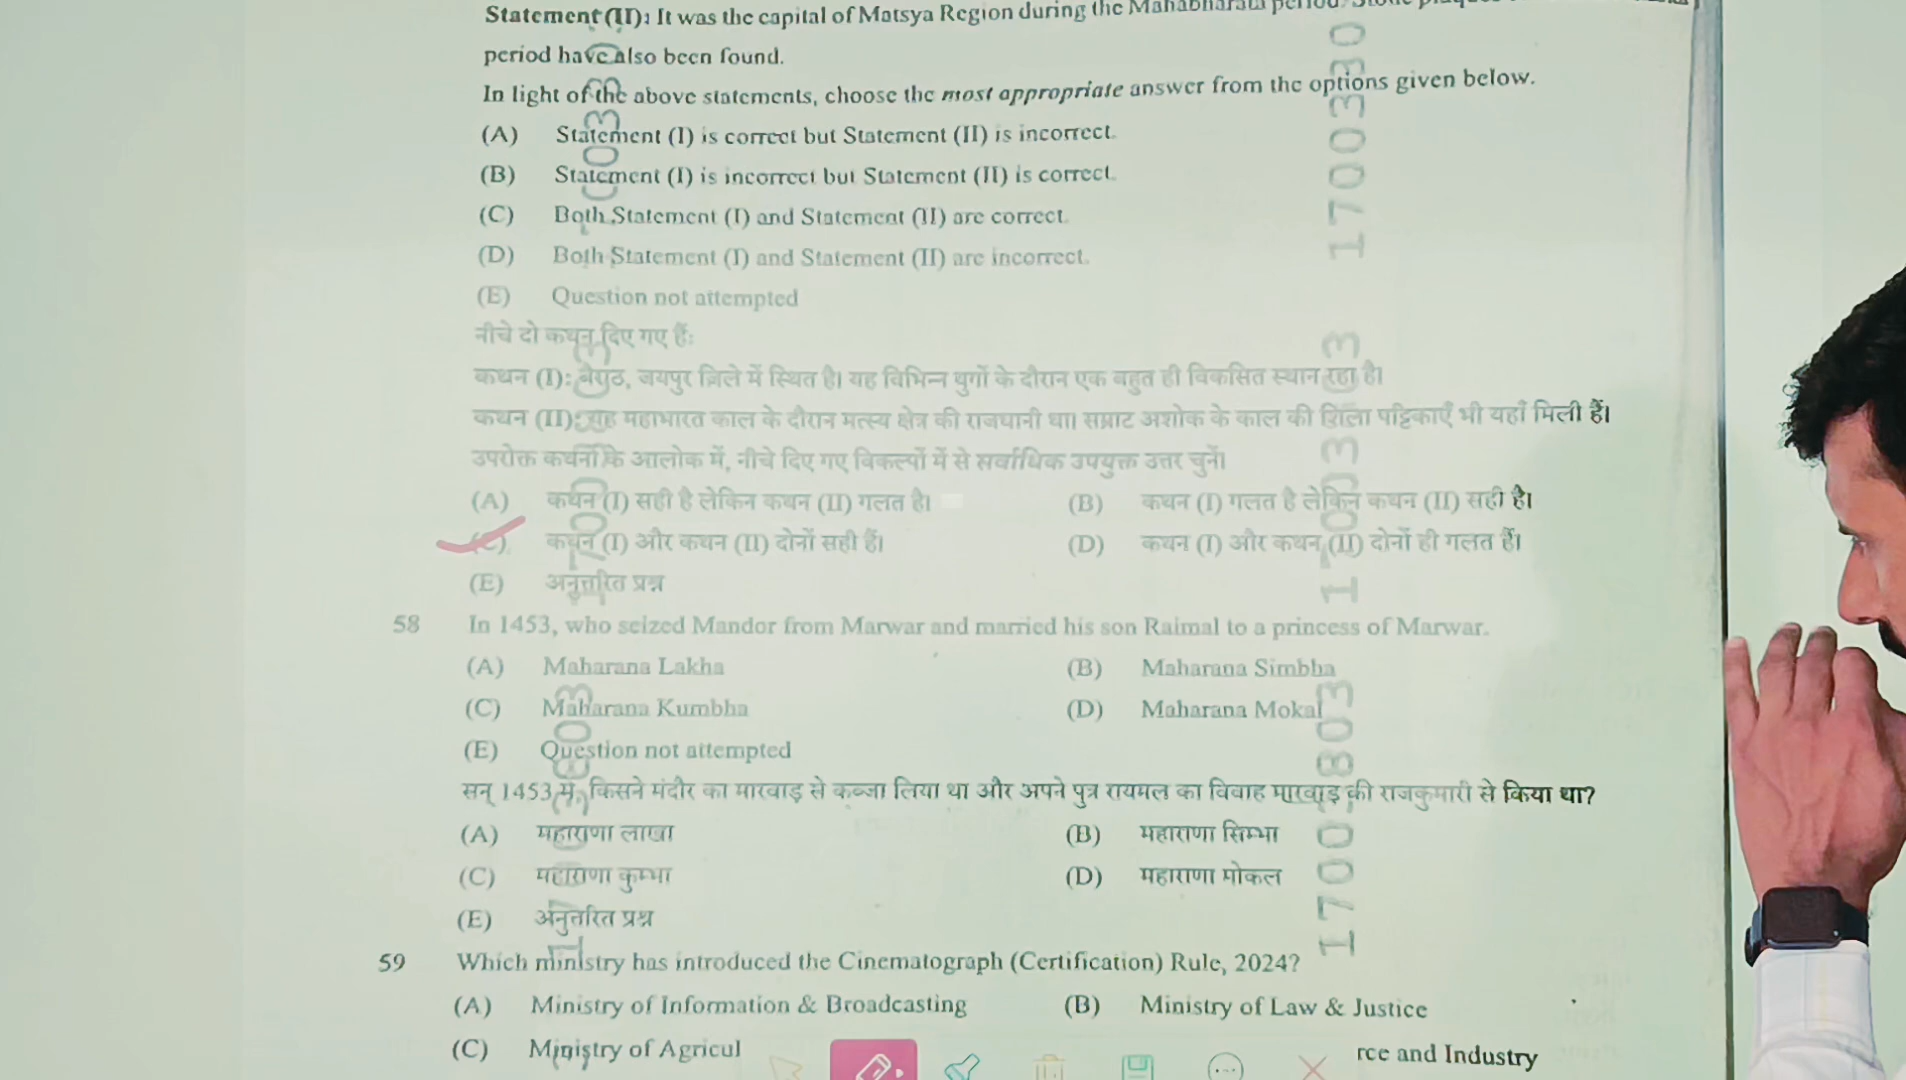 Statement (II): It was the capital of Matsya Region during the Mahabharata
period have also been found.
In light of the above statements, choose the most appropriate answer from the options given below.
(A) Statement (I) is correct but Statement (II) is incorrect.
(B) Statement (I) is incorrect but Statement (II) is correct.
(C) Both Statement (I) and Statement (II) are correct.
(D) Both Statement (I) and Statement (II) are incorrect.
(E) Question not attempted
नीचे दो कथन दिए गए हैं:
कथन (I): बैराठ, जयपुर ज़िले में स्थित है। यह विभिन्न युगों के दौरान एक बहुत ही विकसित स्थान रहा है।
कथन (II): यह महाभारत काल के दौरान मत्स्य क्षेत्र की राजधानी था। सम्राट अशोक के काल की शिला पट्टिकाएँ भी यहाँ मिली हैं।
उपरोक्त कथनों के आलोक में, नीचे दिए गए विकल्पों में से सर्वाधिक उपयुक्त उत्तर चुनें।
(A) कथन (I) सही है लेकिन कथन (II) गलत है। (B) कथन (I) गलत है लेकिन कथन (II) सही है।
(C) कथन (I) और कथन (II) दोनों सही हैं। (D) कथन (I) और कथन (II) दोनों ही गलत हैं।
(E) अनुत्तरित प्रश्न
58 In 1453, who seized Mandor from Marwar and married his son Raimal to a princess of Marwar.
(A) Maharana Lakha (B) Maharana Simbha
(C) Maharana Kumbha (D) Maharana Mokal
(E) Question not attempted
सन् 1453 में, किसने मंदौर का मारवाड़ से कब्जा लिया था और अपने पुत्र रायमल का विवाह मारवाड़ की राजकुमारी से किया था?
(A) महाराणा लाखा (B) महाराणा सिम्भा
(C) महाराणा कुम्भा (D) महाराणा मोकल
(E) अनुत्तरित प्रश्न
59 Which ministry has introduced the Cinematograph (Certification) Rule, 2024?
(A) Ministry of Information & Broadcasting (B) Ministry of Law & Justice
(C) Ministry of Agricul rce and Industry